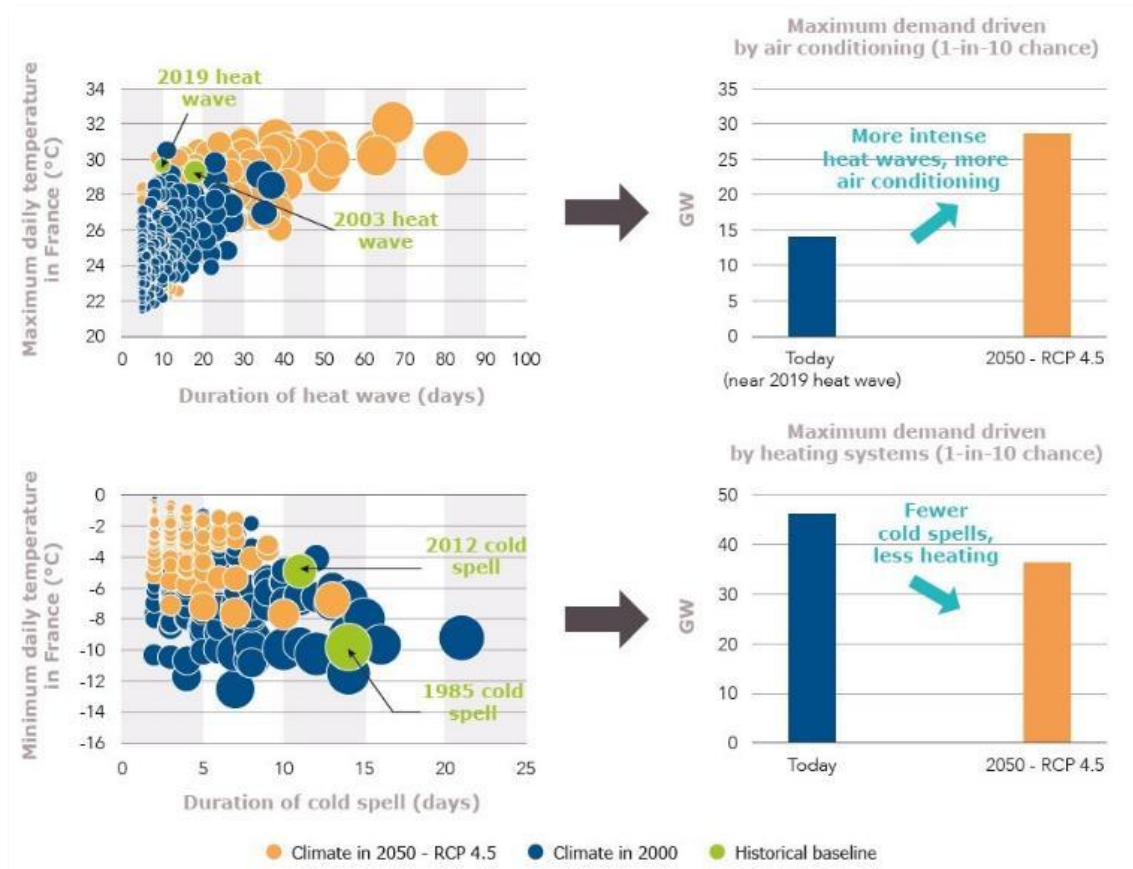 Maximum daily temperature
in France (°C)
34
32
30
28
26
24
22
20
2019 heat
wave
2003 heat
wave
0 10 20 30 40 50 60 70 80 90 100
Duration of heat wave (days)
Maximum demand driven
by air conditioning (1-in-10 chance)
GW
35
30
25
20
15
10
5
0
More intense
heat waves, more
air conditioning
Today
(near 2019 heat wave)
2050 - RCP 4.5
Minimum daily temperature
in France (°C)
-0
-2
-4
-6
-8
-10
-12
-14
-16
2012 cold
spell
1985 cold
spell
0 5 10 15 20 25
Duration of cold spell (days)
Maximum demand driven
by heating systems (1-in-10 chance)
GW
50
40
30
20
10
0
Fewer
cold spells,
less heating
Today 2050 - RCP 4.5
Climate in 2050 - RCP 4.5 Climate in 2000 Historical baseline